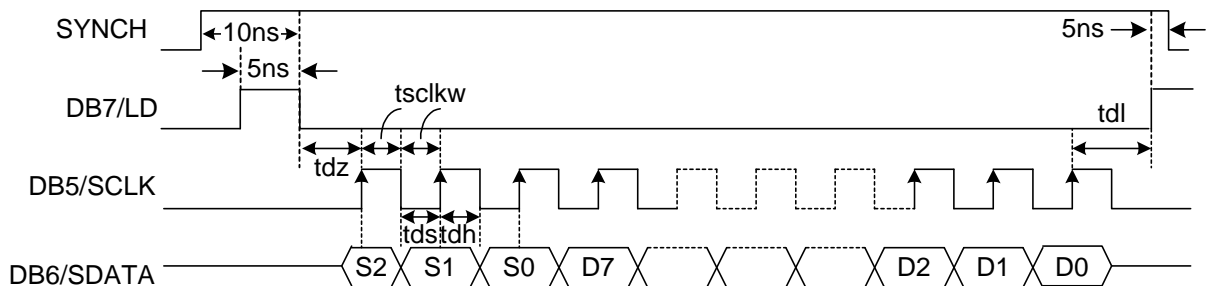 SYNCH
10ns
5ns
5ns
tsclkw
DB7/LD
tdl
tdz
DB5/SCLK
tds
tdh
DB6/SDATA
S2
S1
S0
D7
D2
D1
D0